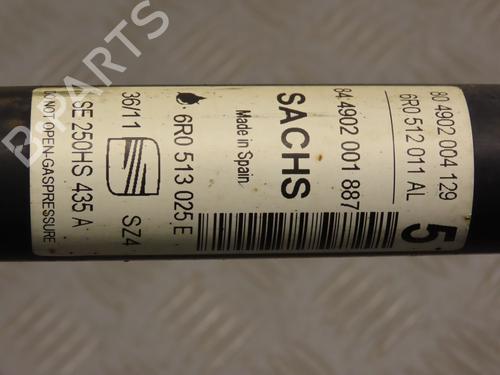 80 4902 004 129
6R0 512 011 AL
5
84 4902 001 887
SACHS
Made in Spain
6R0 513 025 E
36/11
SZ4
SE 250HS 435 A
DO NOT OPEN-GASPRESSURE
B-PARTS